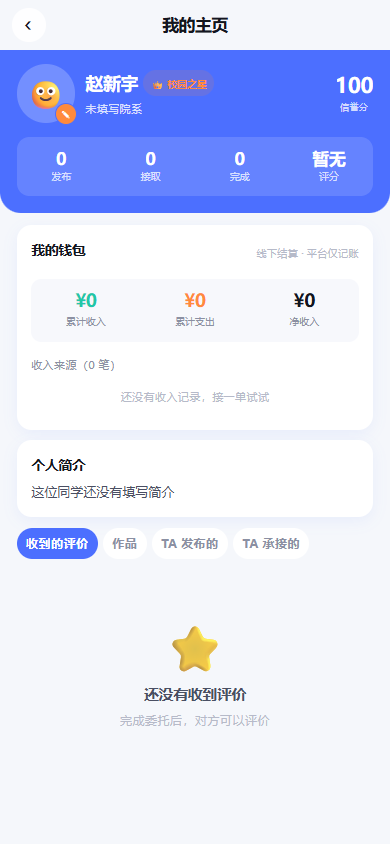 我的主页
赵新宇
校园之星
未填写院系
100
信誉分
0
发布
0
接取
0
完成
暂无
评分
我的钱包
线下结算 · 平台仅记账
¥0
累计收入
¥0
累计支出
¥0
净收入
收入来源（0 笔）
还没有收入记录，接一单试试
个人简介
这位同学还没有填写简介
收到的评价
作品
TA 发布的
TA 承接的
还没有收到评价
完成委托后，对方可以评价